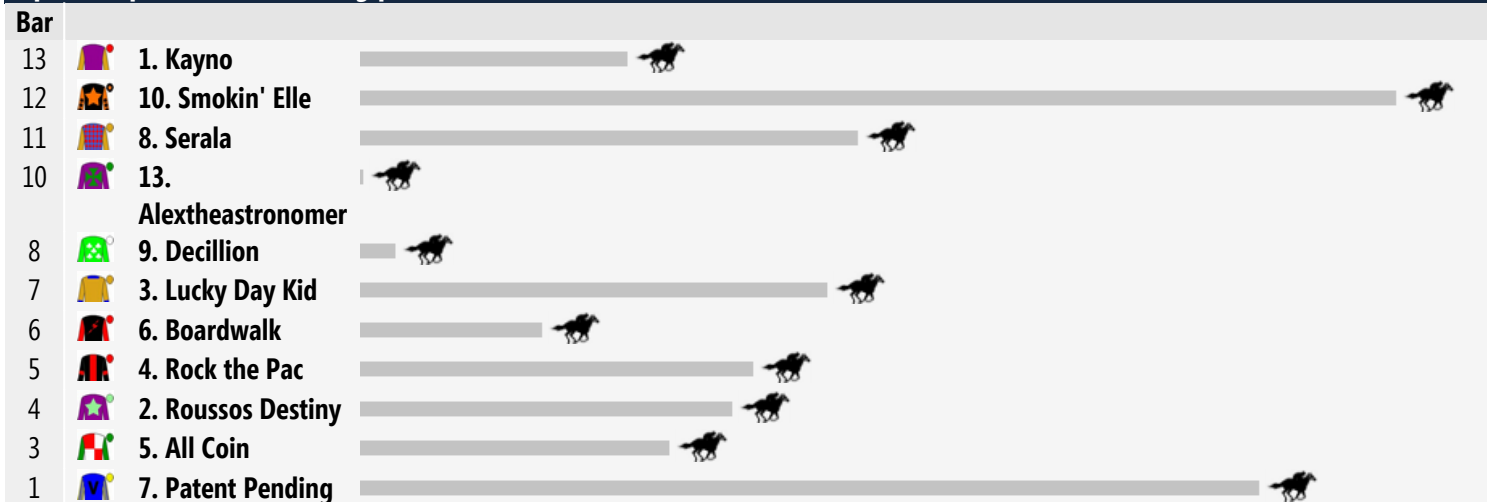 Bar
13 1. Kayno
12 10. Smokin' Elle
11 8. Serala
10 13.
Alextheastronomer
8 9. Decillion
7 3. Lucky Day Kid
6 6. Boardwalk
5 4. Rock the Pac
4 2. Roussos Destiny
3 5. All Coin
1 7. Patent Pending